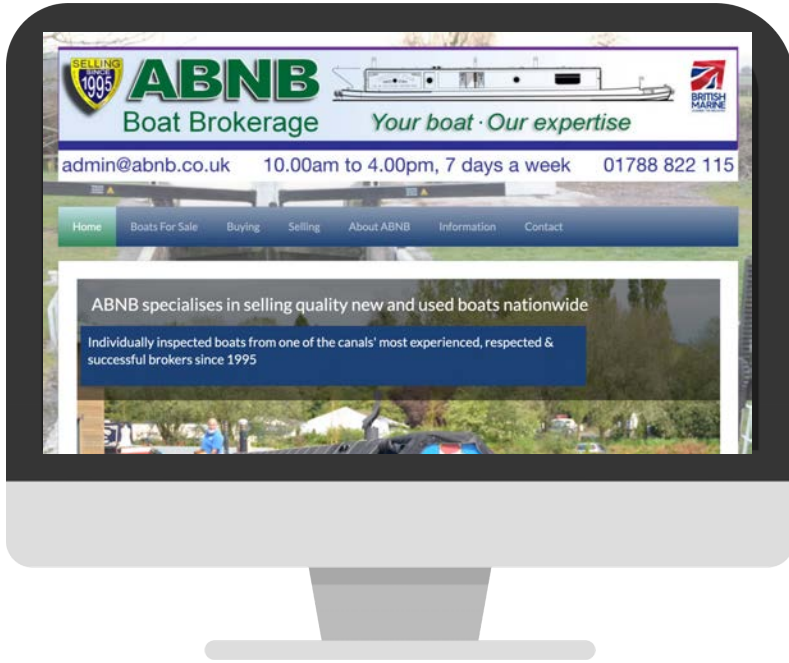 SELLING
SINCE
1995
ABNB
Boat Brokerage
Your boat · Our expertise
BRITISH
MARINE
admin@abnb.co.uk 10.00am to 4.00pm, 7 days a week 01788 822 115
Home Boats For Sale Buying Selling About ABNB Information Contact
ABNB specialises in selling quality new and used boats nationwide
Individually inspected boats from one of the canals' most experienced, respected &
successful brokers since 1995